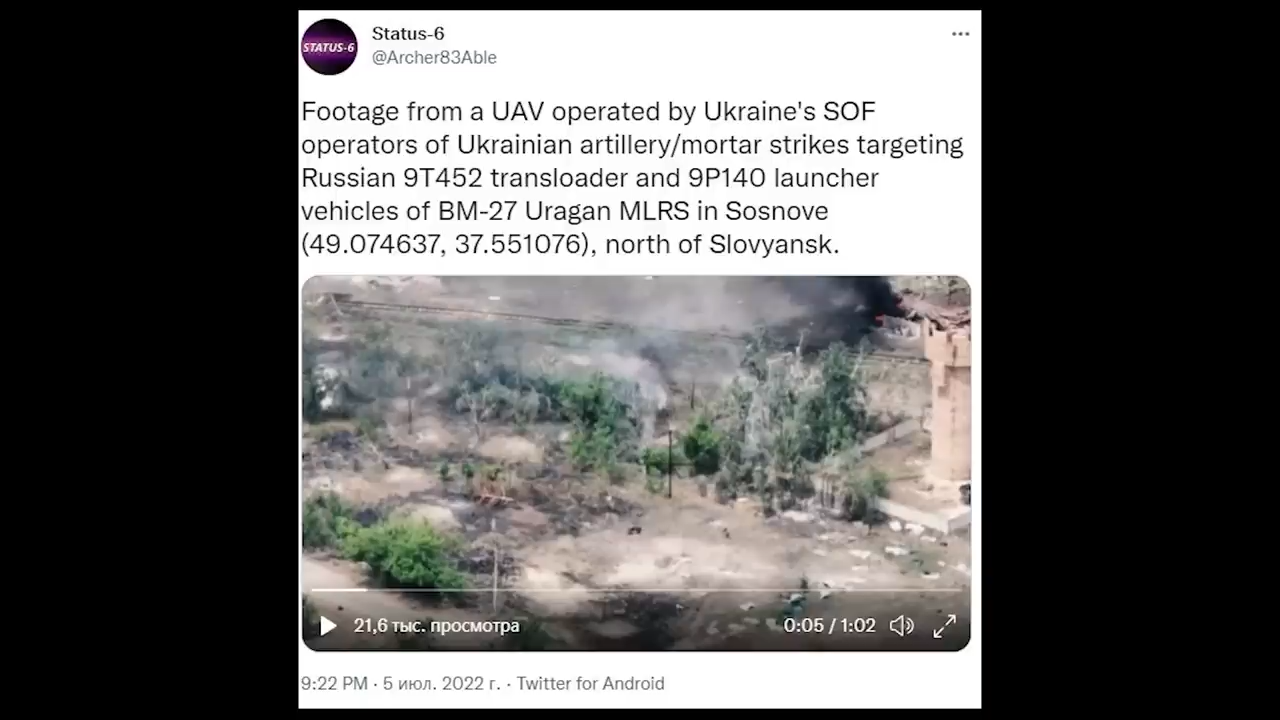 STATUS-6
Status-6
@Archer83Able
Footage from a UAV operated by Ukraine's SOF
operators of Ukrainian artillery/mortar strikes targeting
Russian 9T452 transloader and 9P140 launcher
vehicles of BM-27 Uragan MLRS in Sosnove
(49.074637, 37.551076), north of Slovyansk.
21,6 тыс. просмотра
0:05 / 1:02
9:22 PM · 5 июл. 2022 г. · Twitter for Android